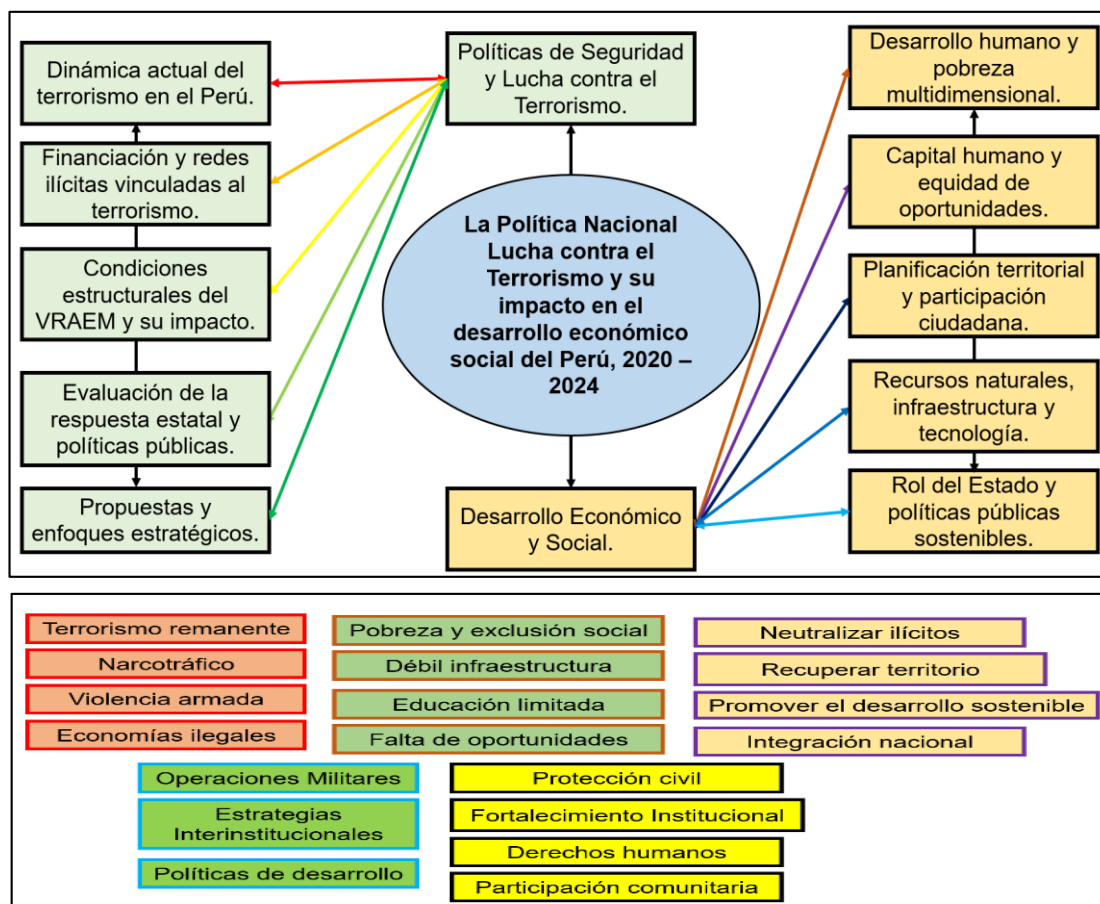 Dinámica actual del
terrorismo en el Perú.
Financiación y redes
ilícitas vinculadas al
terrorismo.
Condiciones
estructurales del
VRAEM y su impacto.
Evaluación de la
respuesta estatal y
políticas públicas.
Propuestas y
enfoques estratégicos.
Políticas de Seguridad
y Lucha contra el
Terrorismo.
La Política Nacional
Lucha contra el
Terrorismo y su
impacto en el
desarrollo económico
social del Perú, 2020 –
2024
Desarrollo Económico
y Social.
Desarrollo humano y
pobreza
multidimensional.
Capital humano y
equidad de
oportunidades.
Planificación territorial
y participación
ciudadana.
Recursos naturales,
infraestructura y
tecnología.
Rol del Estado y
políticas públicas
sostenibles.
Terrorismo remanente
Narcotráfico
Violencia armada
Economías ilegales
Pobreza y exclusión social
Débil infraestructura
Educación limitada
Falta de oportunidades
Neutralizar ilícitos
Recuperar territorio
Promover el desarrollo sostenible
Integración nacional
Operaciones Militares
Estrategias
Interinstitucionales
Políticas de desarrollo
Protección civil
Fortalecimiento Institucional
Derechos humanos
Participación comunitaria